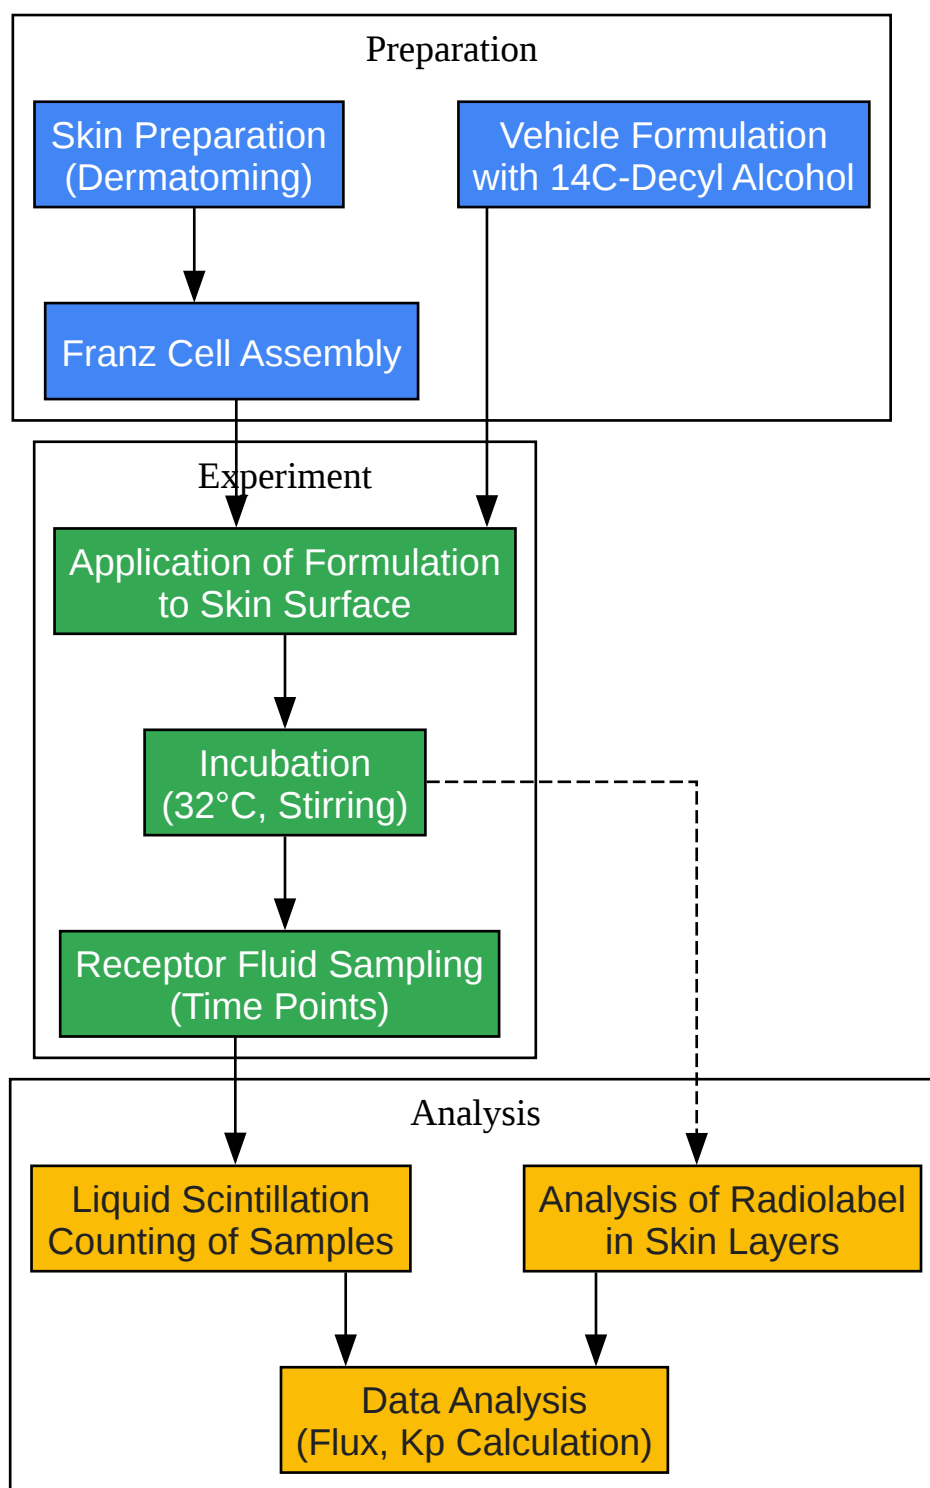 Preparation
Skin Preparation
(Dermatoming)
Vehicle Formulation
with 14C-Decyl Alcohol
Franz Cell Assembly
Experiment
Application of Formulation
to Skin Surface
Incubation
(32°C, Stirring)
Receptor Fluid Sampling
(Time Points)
Analysis
Liquid Scintillation
Counting of Samples
Analysis of Radiolabel
in Skin Layers
Data Analysis
(Flux, Kp Calculation)